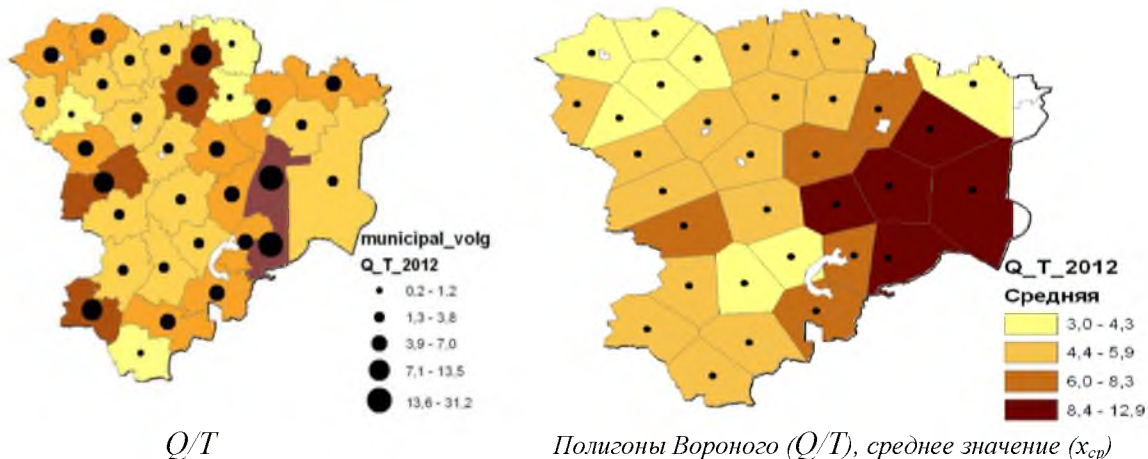 municipal_volg
Q_T_2012
0,2 - 1,2
1,3 - 3,8
3,9 - 7,0
7,1 - 13,5
13,6 - 31,2
Q/T
Q_T_2012
Средняя
3,0 - 4,3
4,4 - 5,9
6,0 - 8,3
8,4 - 12,9
Полигоны Вороного (Q/T), среднее значение (xср)